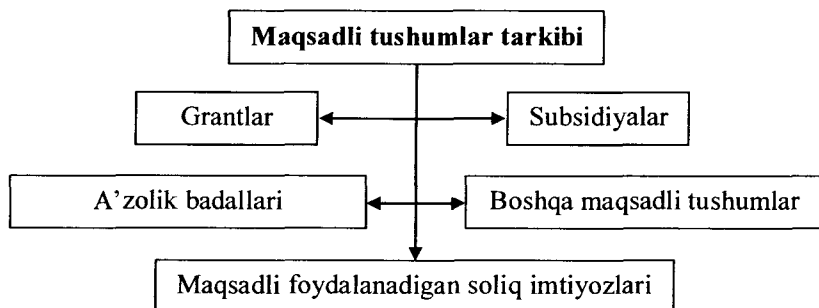 Maqsadli tushumlar tarkibi
Grantlar
Subsidiyalar
A'zolik badallari
Boshqa maqsadli tushumlar
Maqsadli foydalanadigan soliq imtiyozlari